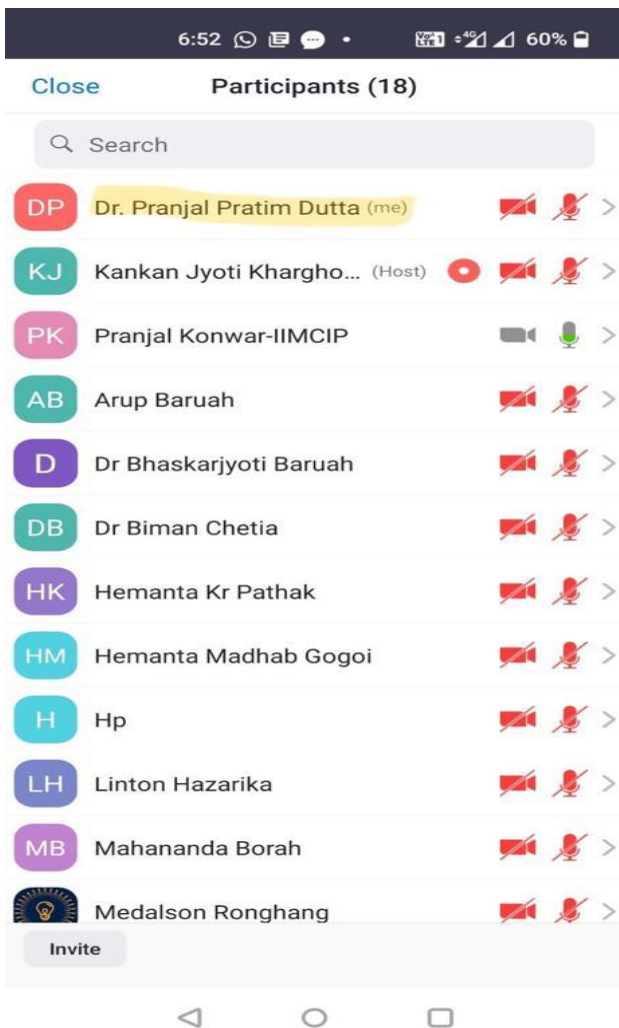 6:52 60%
Close Participants (18)
Search
DP Dr. Pranjal Pratim Dutta (me)
KJ Kankan Jyoti Khargho... (Host)
PK Pranjal Konwar-IIMCIP
AB Arup Baruah
D Dr Bhaskarjyoti Baruah
DB Dr Biman Chetia
HK Hemanta Kr Pathak
HM Hemanta Madhab Gogoi
H Hp
LH Linton Hazarika
MB Mahananda Borah
Medalson Ronghang
Invite